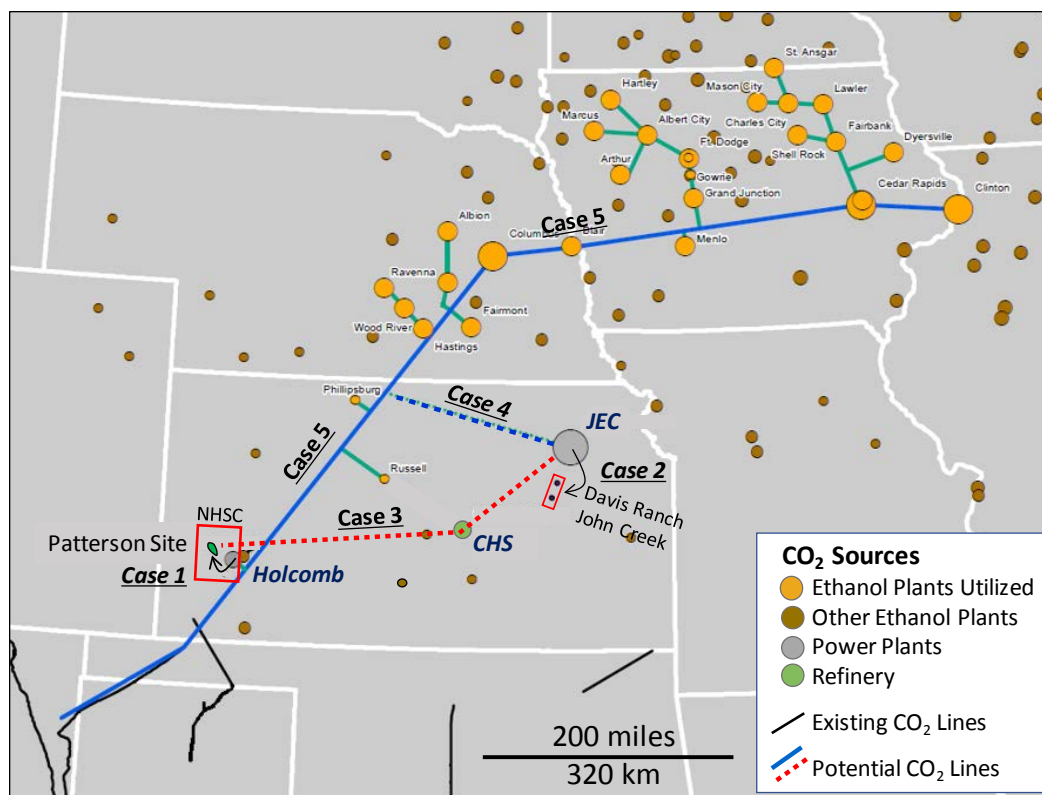 St. Ansgar
Hartley
Mason City
Lawler
Marcus
Albert City
Charles City
Fairbank
Ft. Dodge
Shell Rock
Dyersville
Arthur
Gowrie
Cedar Rapids
Grand Junction
Clinton
Albion
Case 5
Columbus
Blair
Menlo
Ravenna
Fairmont
Wood River
Hastings
Phillipsburg
Case 4
JEC
Case 5
Case 2
Russell
Davis Ranch
John Creek
NHSC
Case 3
Patterson Site
CHS
Case 1
Holcomb
CO₂ Sources
Ethanol Plants Utilized
Other Ethanol Plants
Power Plants
Refinery
Existing CO₂ Lines
Potential CO₂ Lines
200 miles
320 km